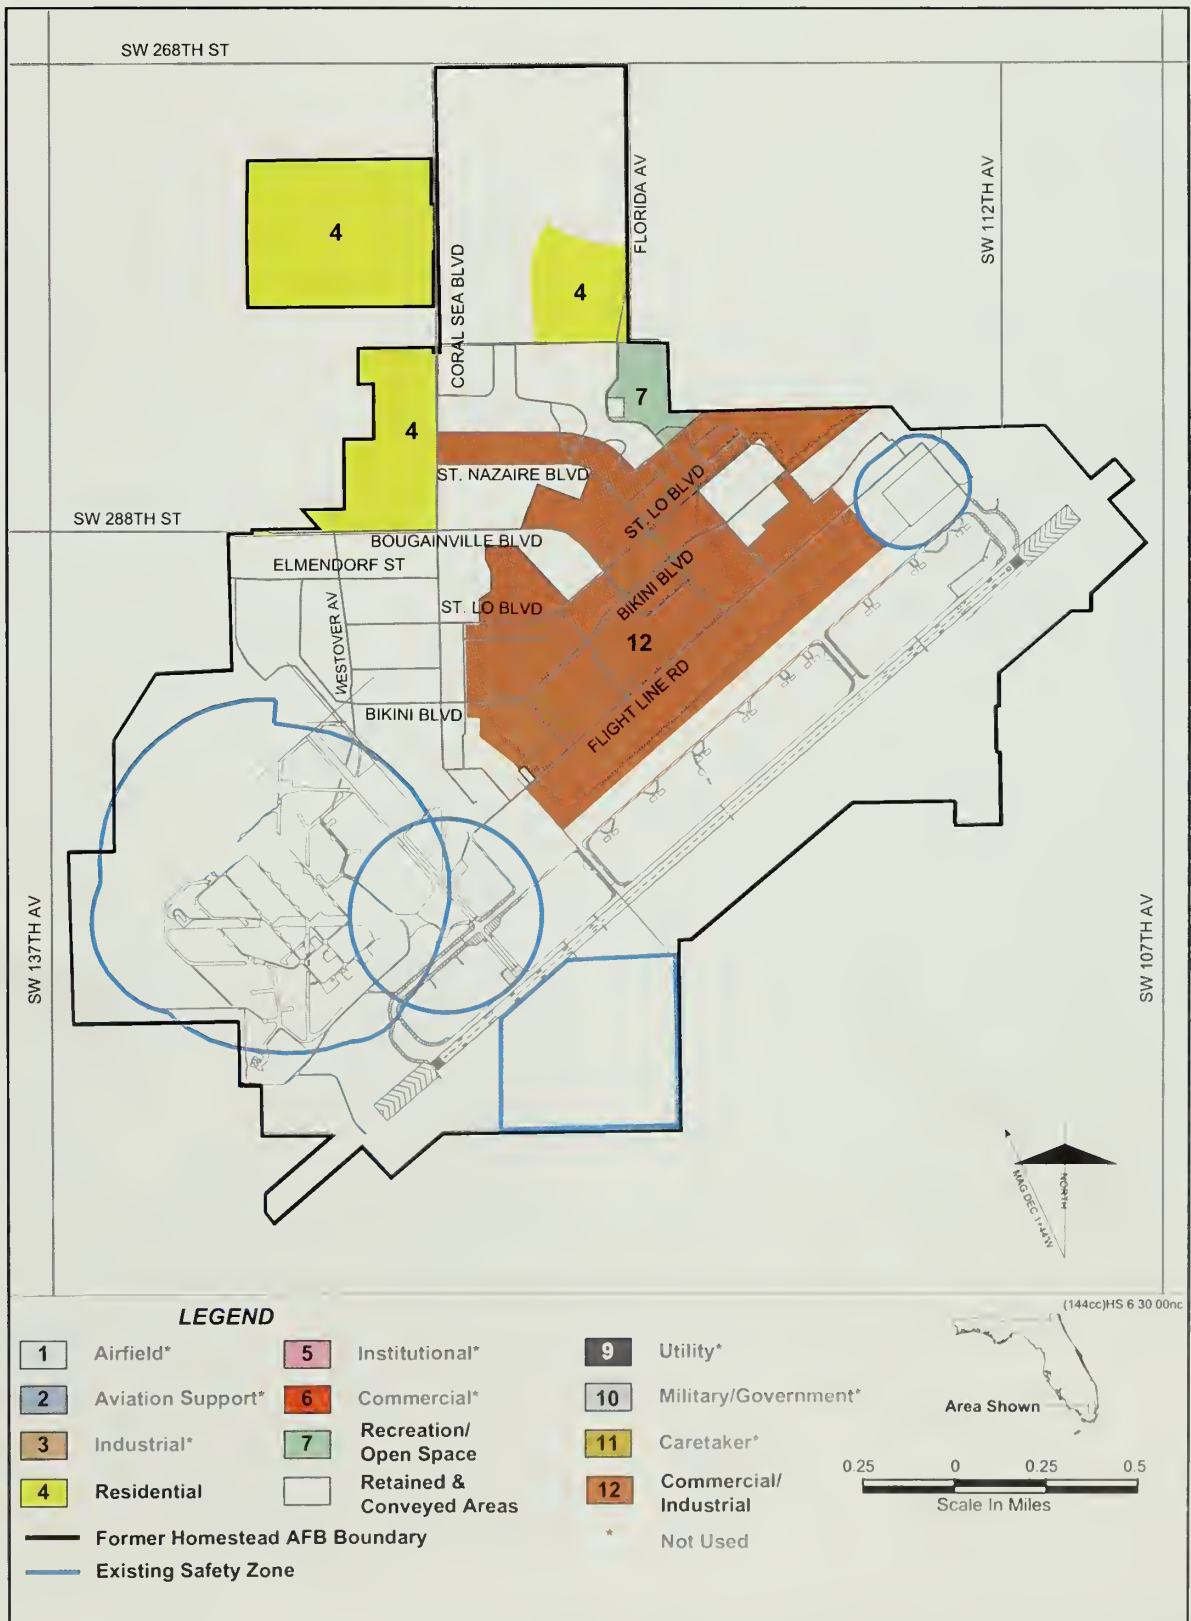 SW 268TH ST
FLORIDA AV
SW 112TH AV
4
CORAL SEA BLVD
4
7
4
ST. NAZAIRE BLVD
ST. LO BLVD
SW 288TH ST
BOUGAINVILLE BLVD
ELMENDORF ST
BIKINI BLVD
ST. LO BLVD
WESTOVER AV
12
FLIGHT LINE RD
BIKINI BLVD
SW 137TH AV
SW 107TH AV
NORTH
MAG DEC 1•44'W
LEGEND
(144cc)HS 6 30 00nc
1 Airfield*
5 Institutional*
9 Utility*
2 Aviation Support*
6 Commercial*
10 Military/Government*
Area Shown
3 Industrial*
7 Recreation/
Open Space
11 Caretaker*
4 Residential
Retained &
Conveyed Areas
12 Commercial/
Industrial
0.25 0 0.25 0.5
Scale In Miles
Former Homestead AFB Boundary
* Not Used
Existing Safety Zone